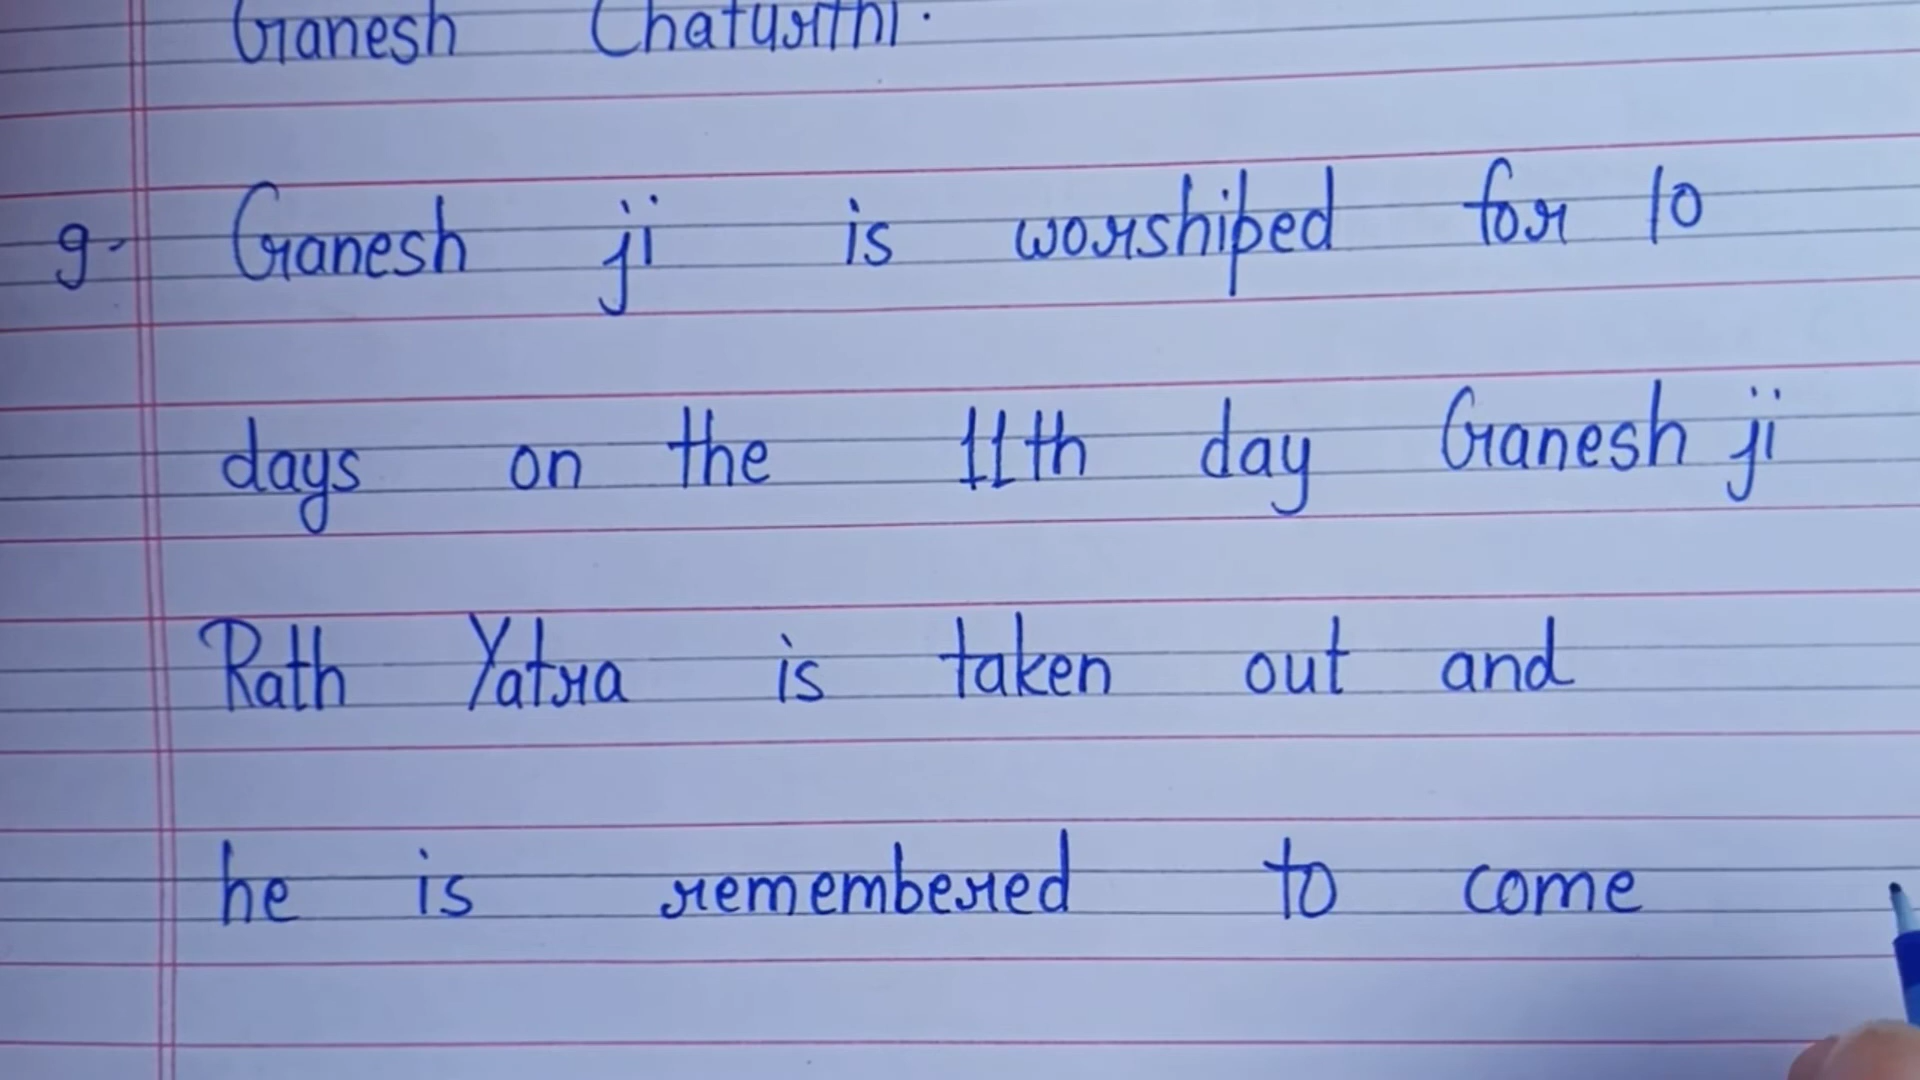 Ganesh Chaturthi.
9- Ganesh ji is worshiped for 10
days on the 11th day Ganesh ji
Rath Yatra is taken out and
he is remembered to come